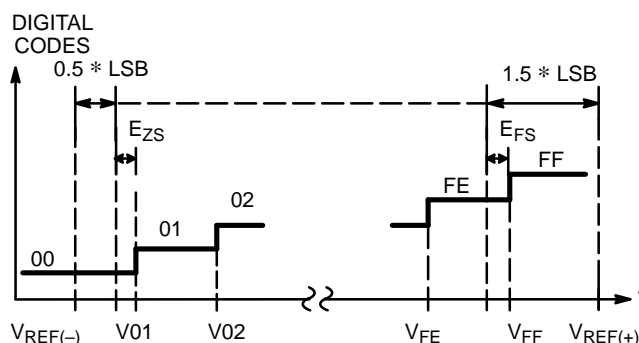 DIGITAL
CODES
0.5 * LSB
1.5 * LSB
EZS
EFS
FF
FE
02
01
00
VREF(–) V01 V02 VFE VFF VREF(+)